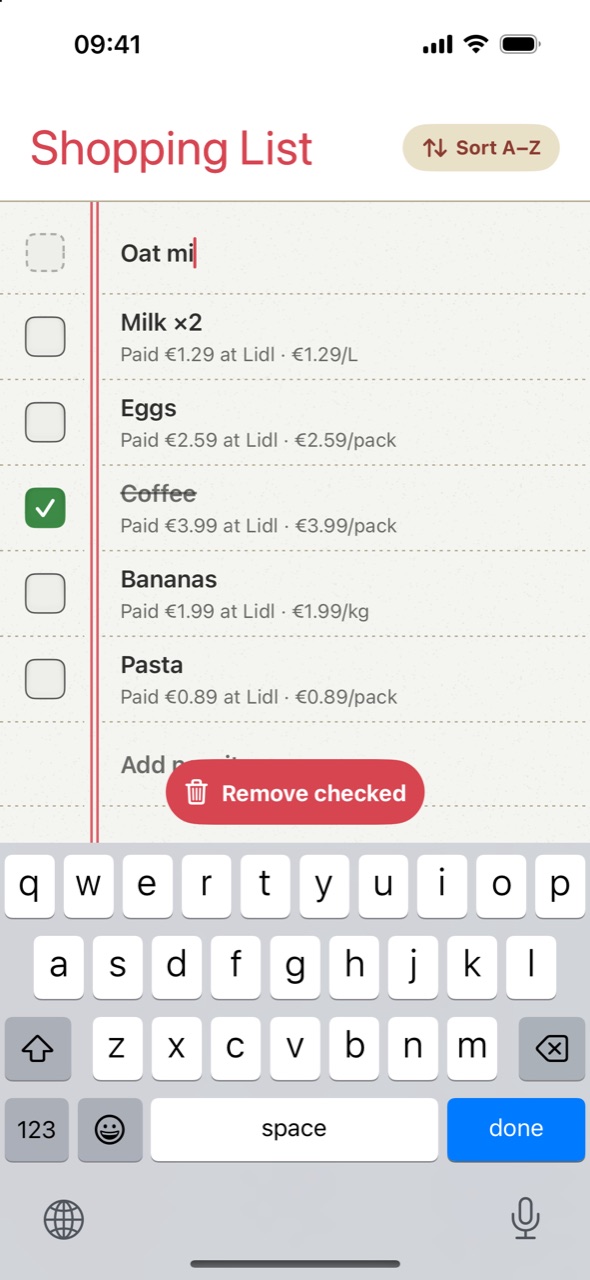 09:41
Shopping List
Sort A–Z
Oat mi
Milk ×2
Paid €1.29 at Lidl · €1.29/L
Eggs
Paid €2.59 at Lidl · €2.59/pack
Coffee
Paid €3.99 at Lidl · €3.99/pack
Bananas
Paid €1.99 at Lidl · €1.99/kg
Pasta
Paid €0.89 at Lidl · €0.89/pack
Add
Remove checked
q w e r t y u i o p
a s d f g h j k l
z x c v b n m
123 space done